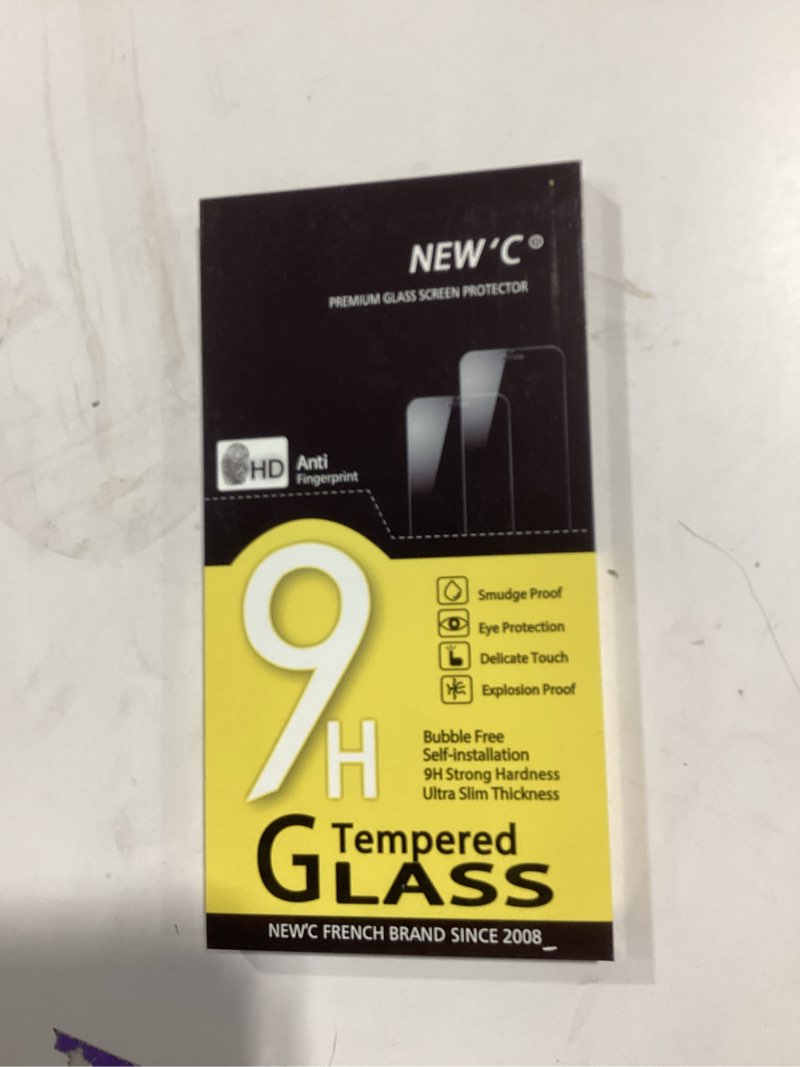 NEW'C®
PREMIUM GLASS SCREEN PROTECTOR
HD
Anti
Fingerprint
9H
Smudge Proof
Eye Protection
Delicate Touch
Explosion Proof
Bubble Free
Self-installation
9H Strong Hardness
Ultra Slim Thickness
Tempered
GLASS
NEW'C FRENCH BRAND SINCE 2008